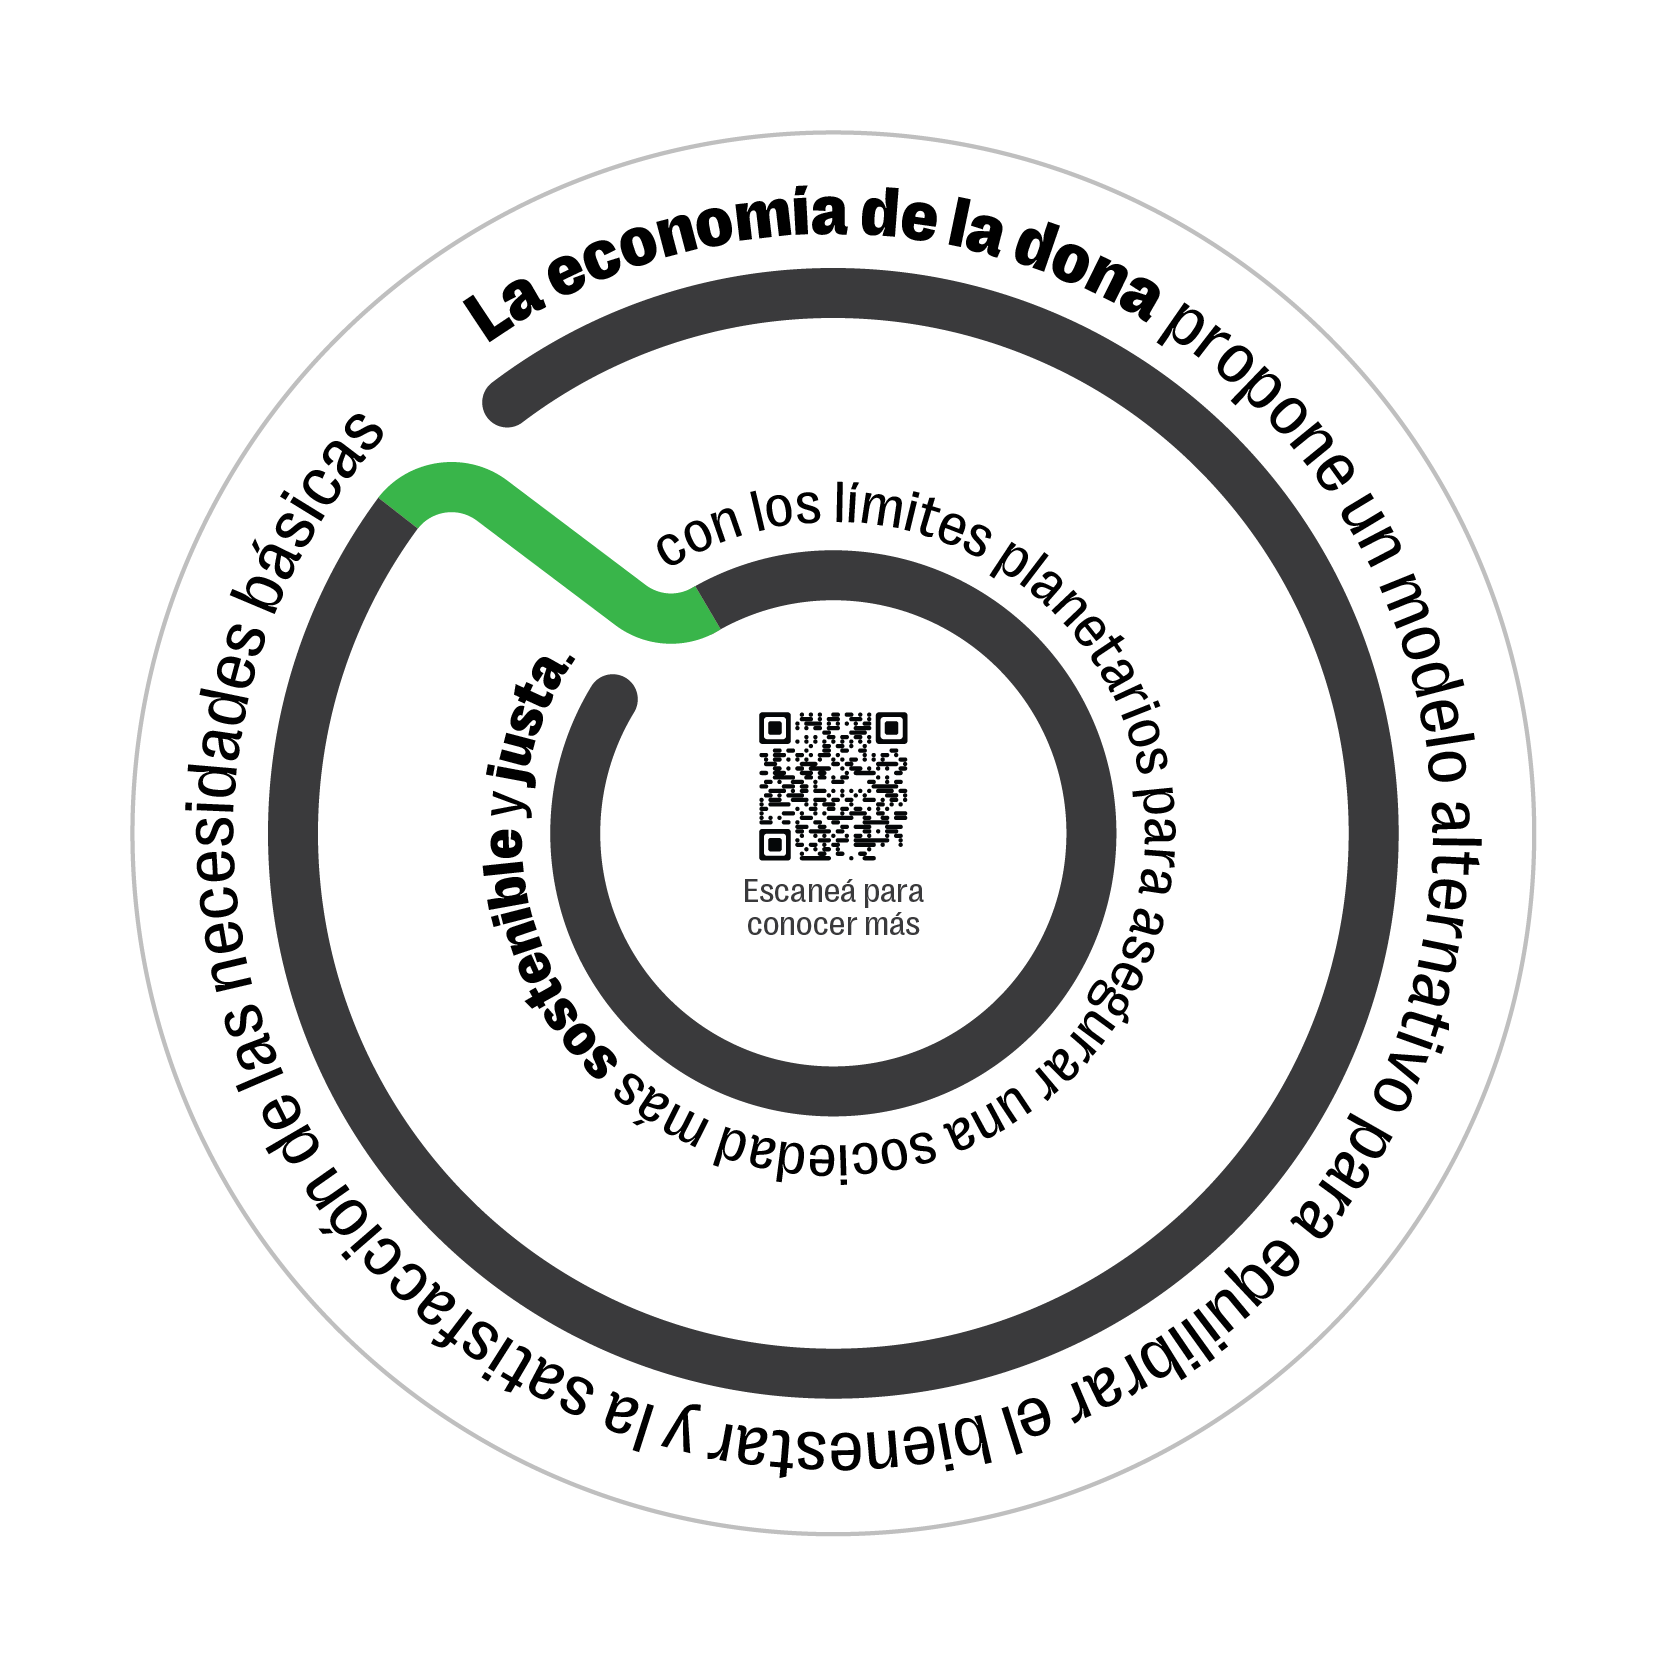 La economía de la dona propone un modelo alternativo para equilibrar el bienestar y la satisfacción de las necesidades básicas
con los límites planetarios para asegurar una sociedad más sostenible y justa.
Escaneá para
conocer más